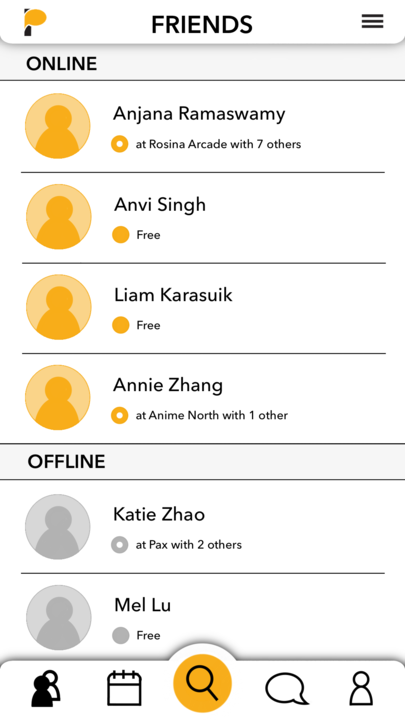 FRIENDS
ONLINE
Anjana Ramaswamy
at Rosina Arcade with 7 others
Anvi Singh
Free
Liam Karasuik
Free
Annie Zhang
at Anime North with 1 other
OFFLINE
Katie Zhao
at Pax with 2 others
Mel Lu
Free